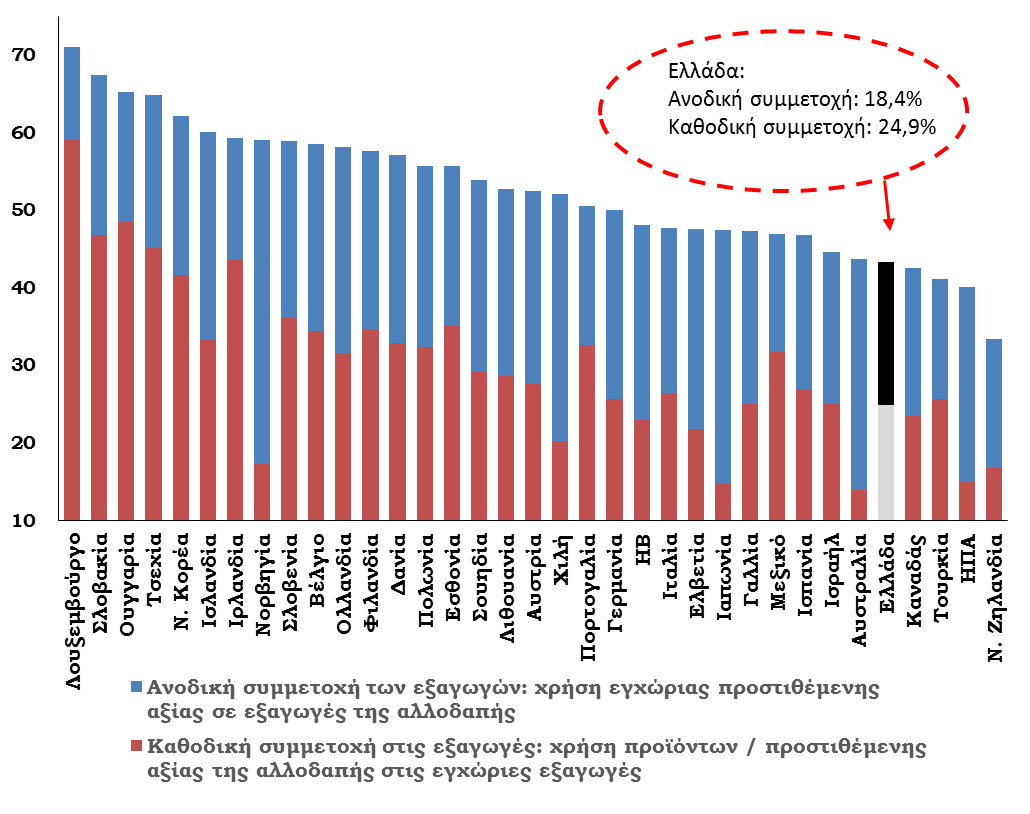 70
60
50
40
30
20
10
Ελλάδα:
Ανοδική συμμετοχή: 18,4%
Καθοδική συμμετοχή: 24,9%
Λουξεμβούργο
Σλοβακία
Ουγγαρία
Τσεχία
Ν. Κορέα
Ισλανδία
Ιρλανδία
Νορβηγία
Σλοβενία
Βέλγιο
Ολλανδία
Φιλανδία
Δανία
Πολωνία
Εσθονία
Σουηδία
Λιθουανία
Αυστρία
Χιλή
Πορτογαλία
Γερμανία
ΗΒ
Ιταλία
Ελβετία
Ιαπωνία
Γαλλία
Μεξικό
Ισπανία
Ισραήλ
Αυστραλία
Ελλάδα
Καναδάς
Τουρκία
ΗΠΑ
Ν. Ζηλανδία
Ανοδική συμμετοχή των εξαγωγών: χρήση εγχώριας προστιθέμενης
αξίας σε εξαγωγές της αλλοδαπής
Καθοδική συμμετοχή στις εξαγωγές: χρήση προϊόντων / προστιθέμενης
αξίας της αλλοδαπής στις εγχώριες εξαγωγές